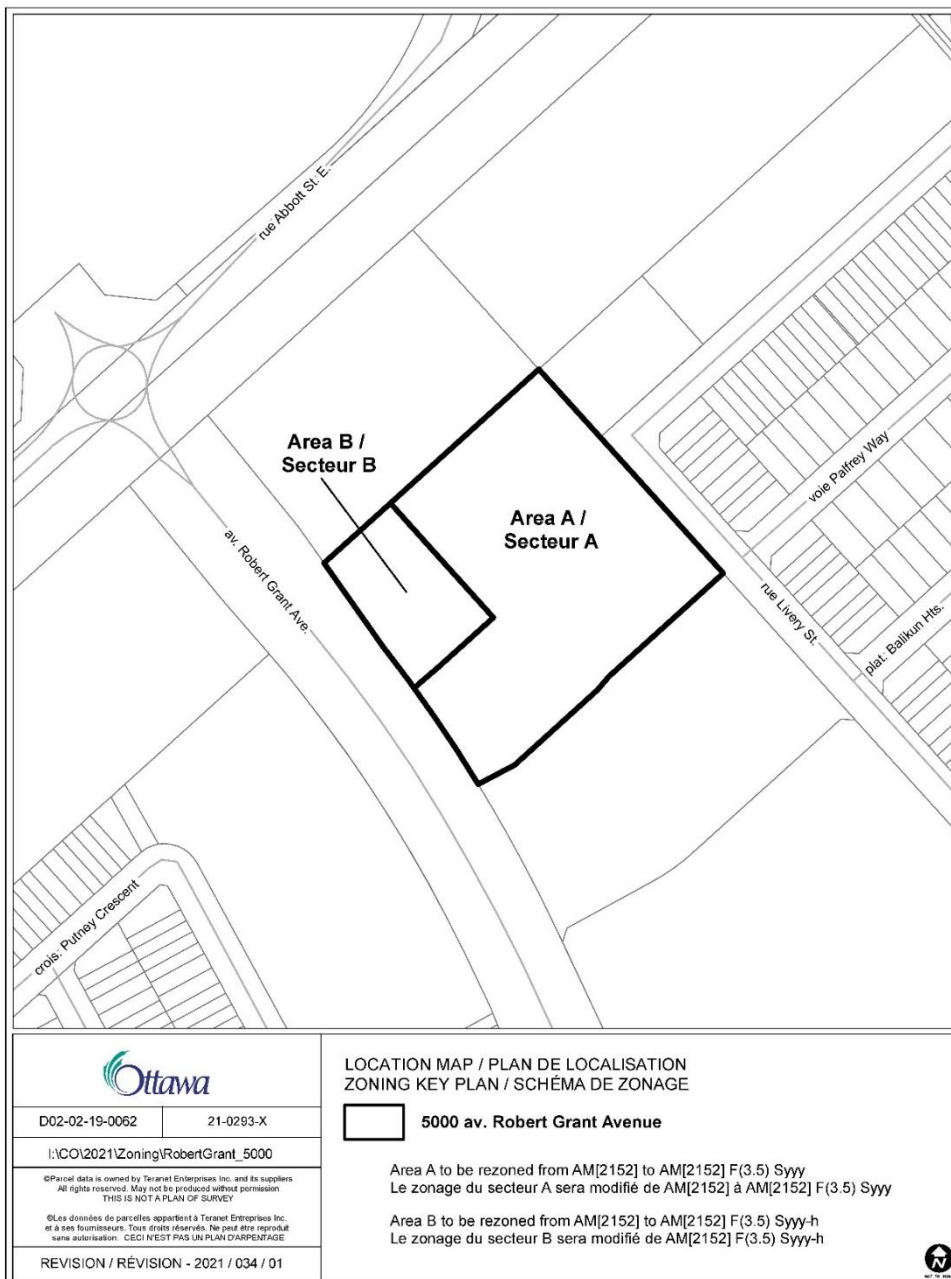 rue Abbott St. E.
Area B /
Secteur B
Area A /
Secteur A
voie Palfrey Way
av. Robert Grant Ave.
rue Livery St.
plat. Balikun Hts.
crois. Putney Crescent
Ottawa
D02-02-19-0062
21-0293-X
I:\CO\2021\Zoning\RobertGrant_5000
©Parcel data is owned by Teranet Enterprises Inc. and its suppliers
All rights reserved. May not be produced without permission
THIS IS NOT A PLAN OF SURVEY
©Les données de parcelles appartient à Teranet Entreprises Inc.
et à ses fournisseurs. Tous droits réservés. Ne peut être reproduit
sans autorisation. CECI N'EST PAS UN PLAN D'ARPENTAGE
REVISION / RÉVISION - 2021 / 034 / 01
LOCATION MAP / PLAN DE LOCALISATION
ZONING KEY PLAN / SCHÉMA DE ZONAGE
5000 av. Robert Grant Avenue
Area A to be rezoned from AM[2152] to AM[2152] F(3.5) Syyy
Le zonage du secteur A sera modifié de AM[2152] à AM[2152] F(3.5) Syyy
Area B to be rezoned from AM[2152] to AM[2152] F(3.5) Syyy-h
Le zonage du secteur B sera modifié de AM[2152] F(3.5) Syyy-h
N